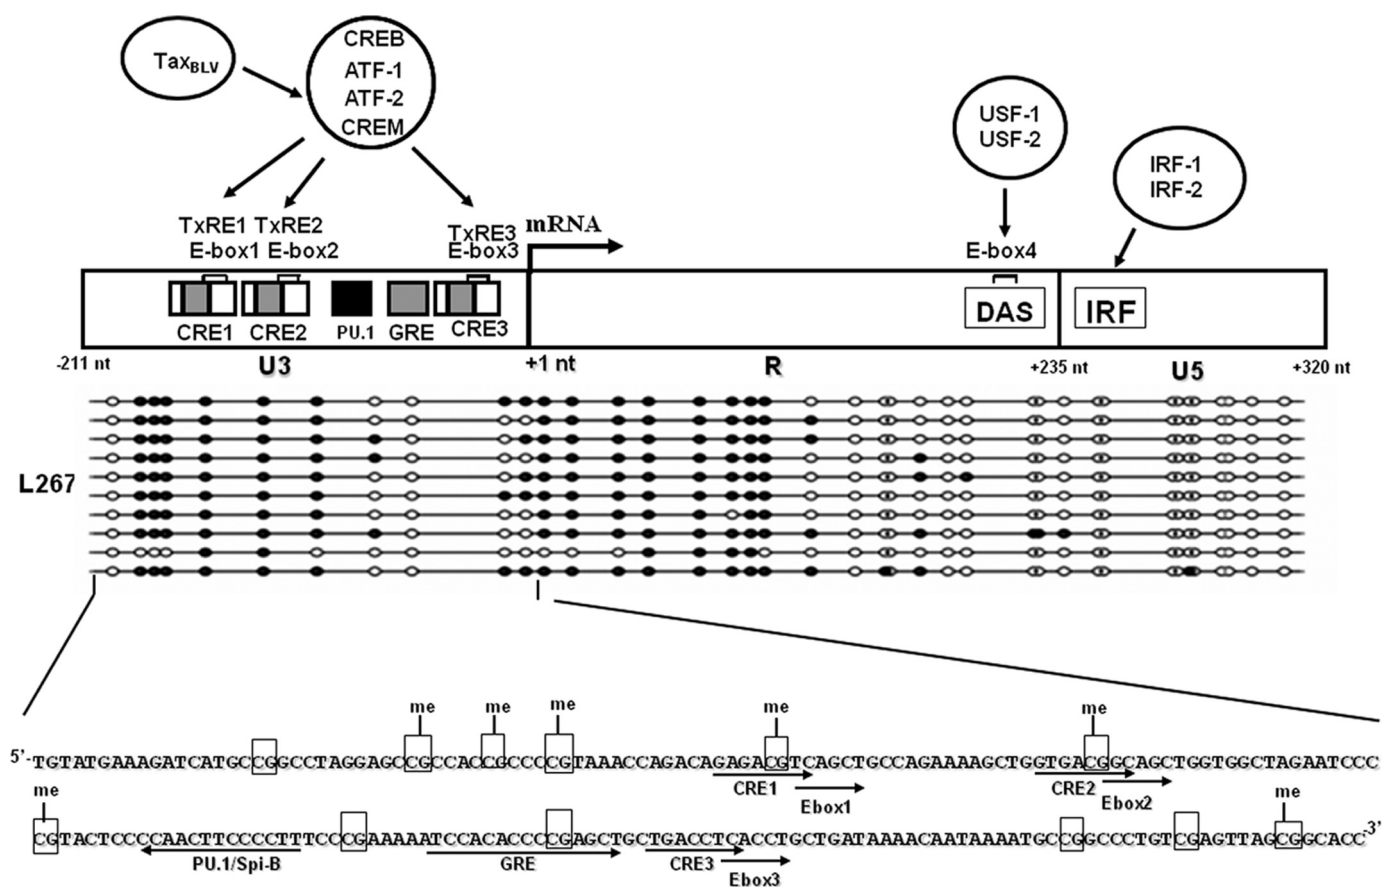 TaxBLV
CREB
ATF-1
ATF-2
CREM
USF-1
USF-2
IRF-1
IRF-2
TxRE1 TxRE2
E-box1 E-box2
TxRE3
E-box3
mRNA
E-box4
CRE1 CRE2 PU.1 GRE CRE3
DAS
IRF
-211 nt U3 +1 nt R +235 nt U5 +320 nt
L267
me me me me me
5'-TGTATGAAAGATCATGCCGGCCTAGGAGCCGCCACCGCCCCGTAAACCAGACAGAGACGTCAGCTGCCAGAAAAGCTGGTGACGGCAGCTGGTGGCTAGAATCCC
CRE1 Ebox1 CRE2 Ebox2
me me
CGTACTCCCCCAACTTCCCCTTTCCCGAAAAATCCACACCCCGAGCTGCTGACCTCACCTGCTGATAAAACAATAAAATGCCGGCCCTGTCGAGTTAGCGGCACC-3'
PU.1/Spi-B GRE CRE3 Ebox3